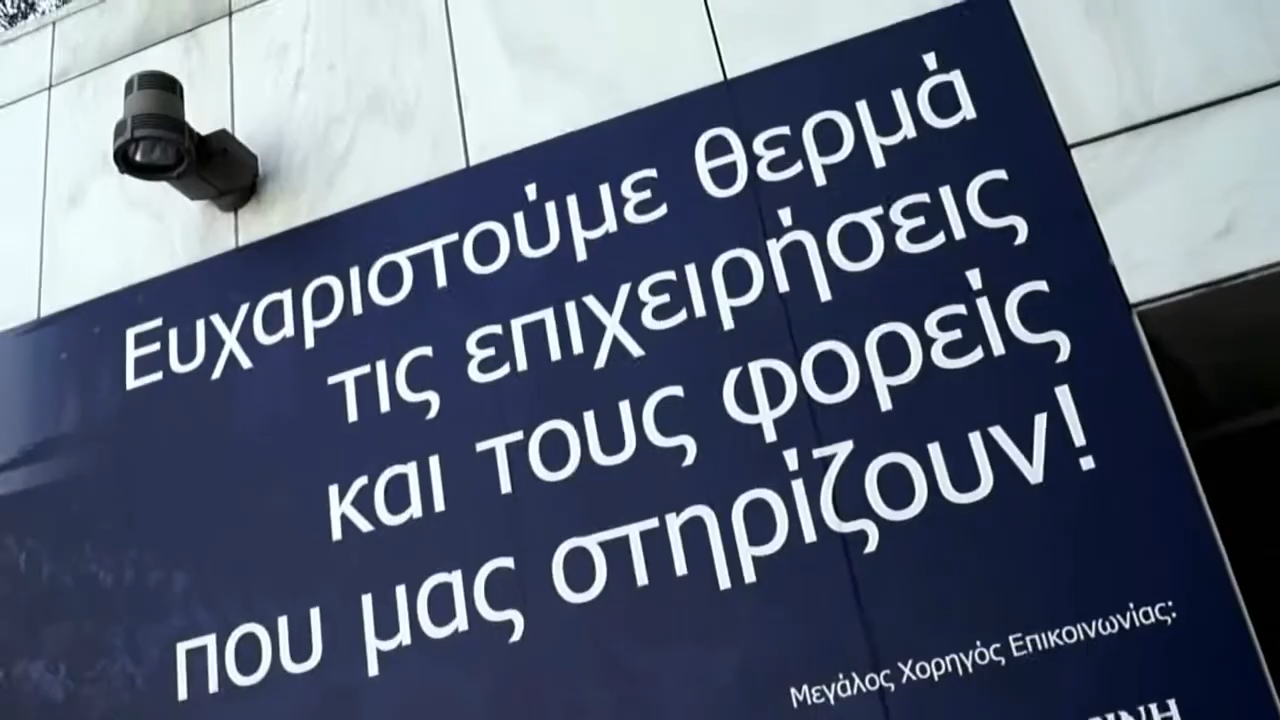 Ευχαριστούμε θερμά
τις επιχειρήσεις
και τους φορείς
που μας στηρίζουν!
Μεγάλος Χορηγός Επικοινωνίας: